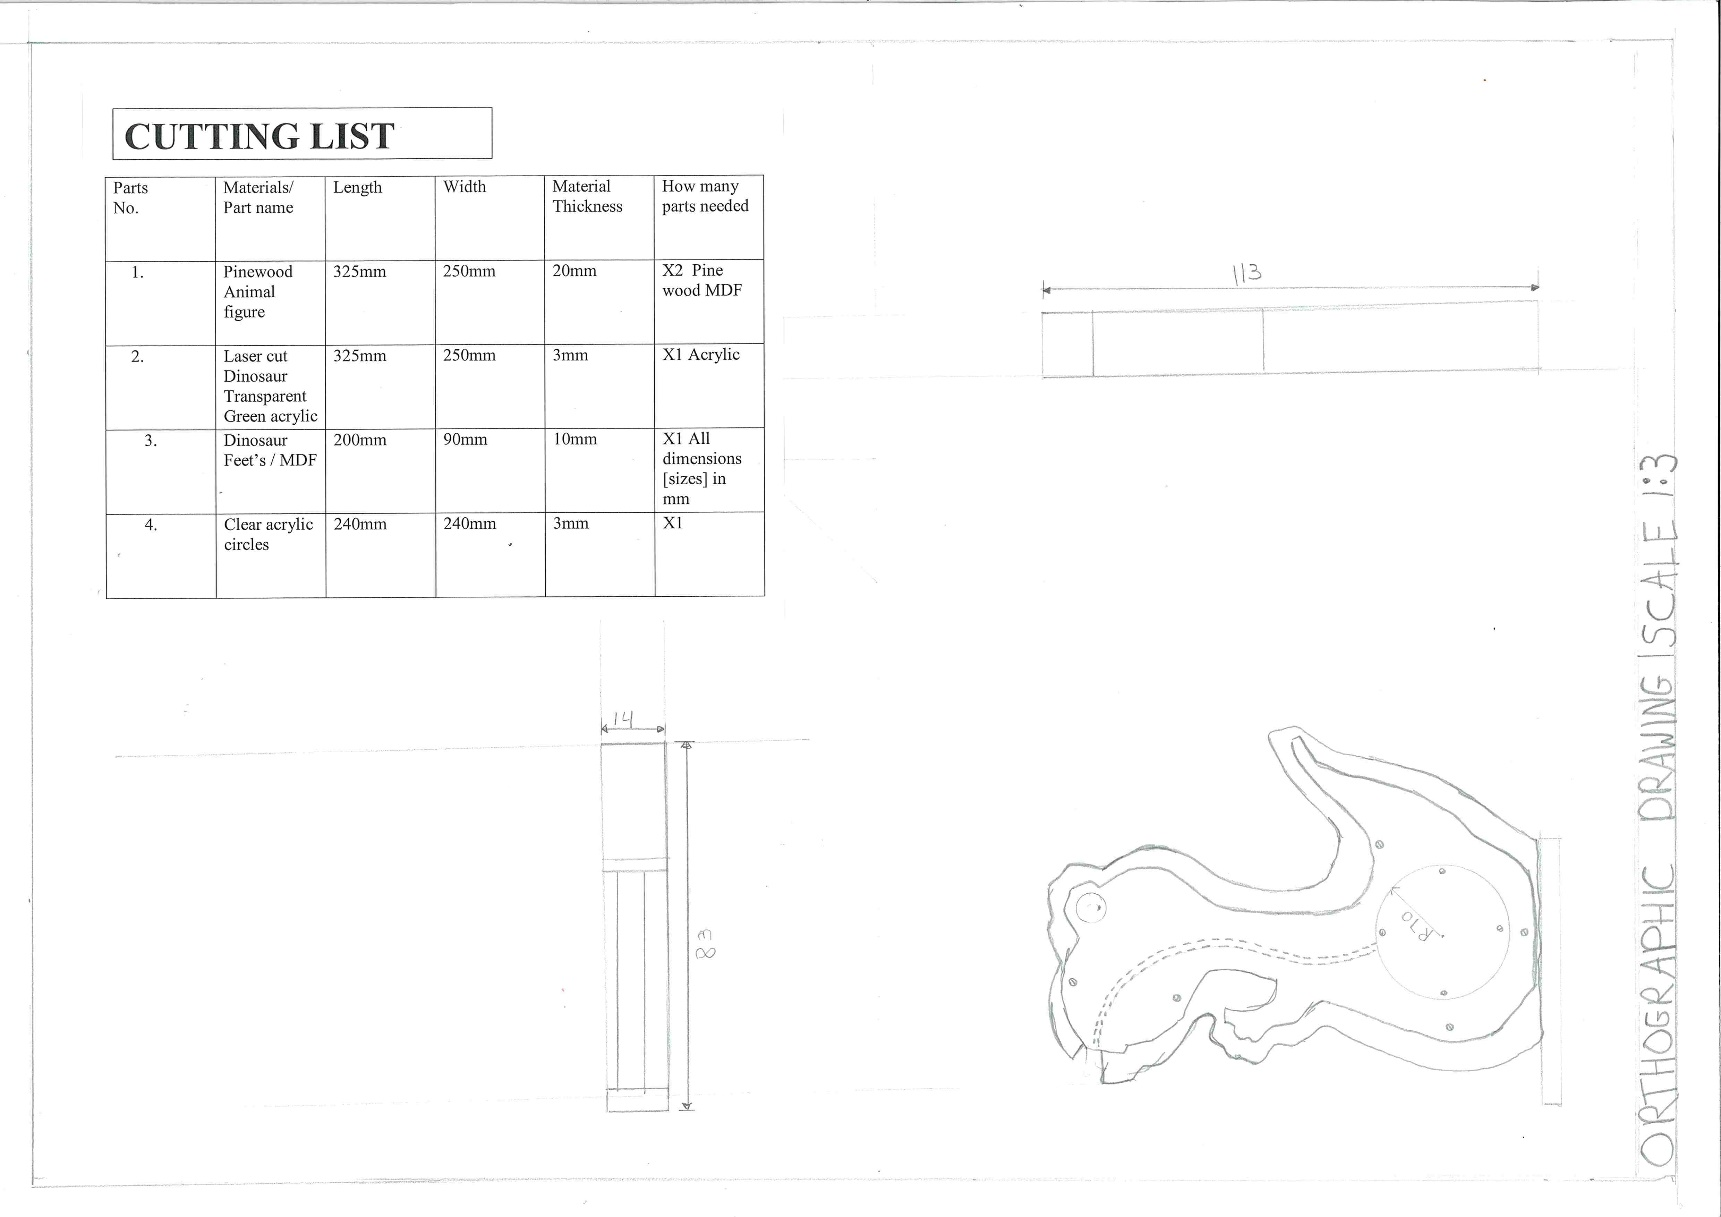 CUTTING LIST
Parts No.
Materials/ Part name
Length
Width
Material Thickness
How many parts needed
1.
Pinewood
Animal
figure
325mm
250mm
20mm
X2 Pine
wood MDF
2.
Laser cut
Dinosaur
Transparent
Green acrylic
325mm
250mm
3mm
X1 Acrylic
3.
Dinosaur
Feet's / MDF
200mm
90mm
10mm
X1 All
dimensions
[sizes] in
mm
4.
Clear acrylic
circles
240mm
240mm
3mm
X1
113
14
83
R70
ORTHOGRAPHIC DRAWING | SCALE 1:3